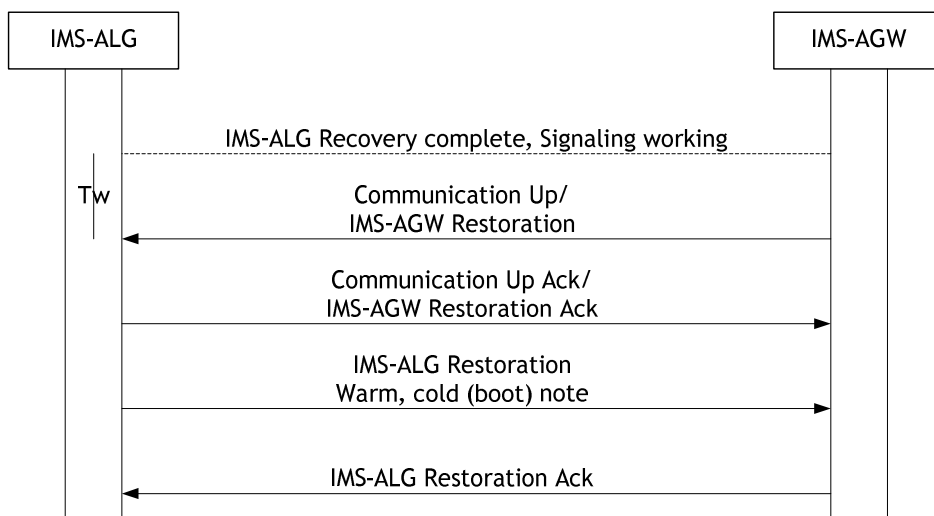 IMS-ALG
IMS-AGW
IMS-ALG Recovery complete, Signaling working
Tw
Communication Up/
IMS-AGW Restoration
Communication Up Ack/
IMS-AGW Restoration Ack
IMS-ALG Restoration
Warm, cold (boot) note
IMS-ALG Restoration Ack